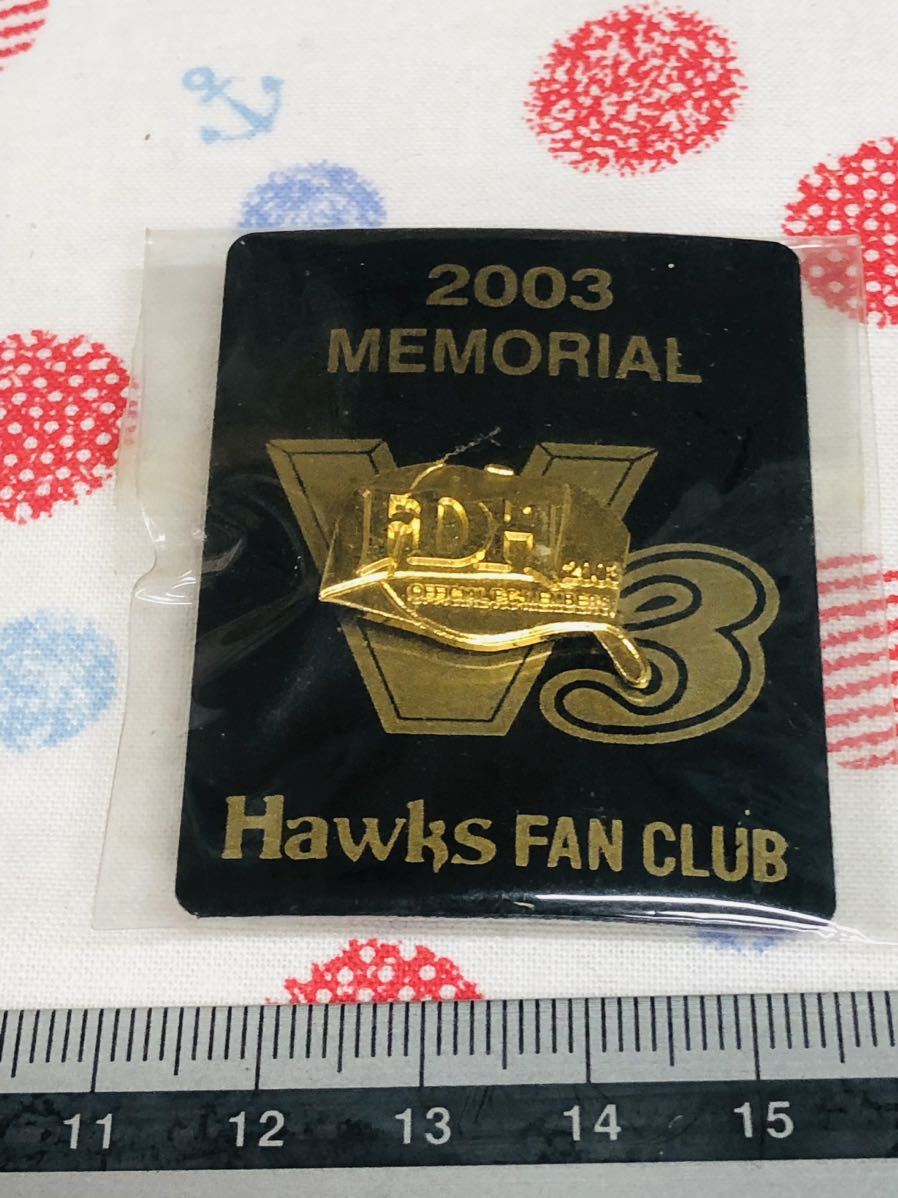 2003
MEMORIAL
V3
FDH
2003
Hawks FAN CLUB
11 12 13 14 15